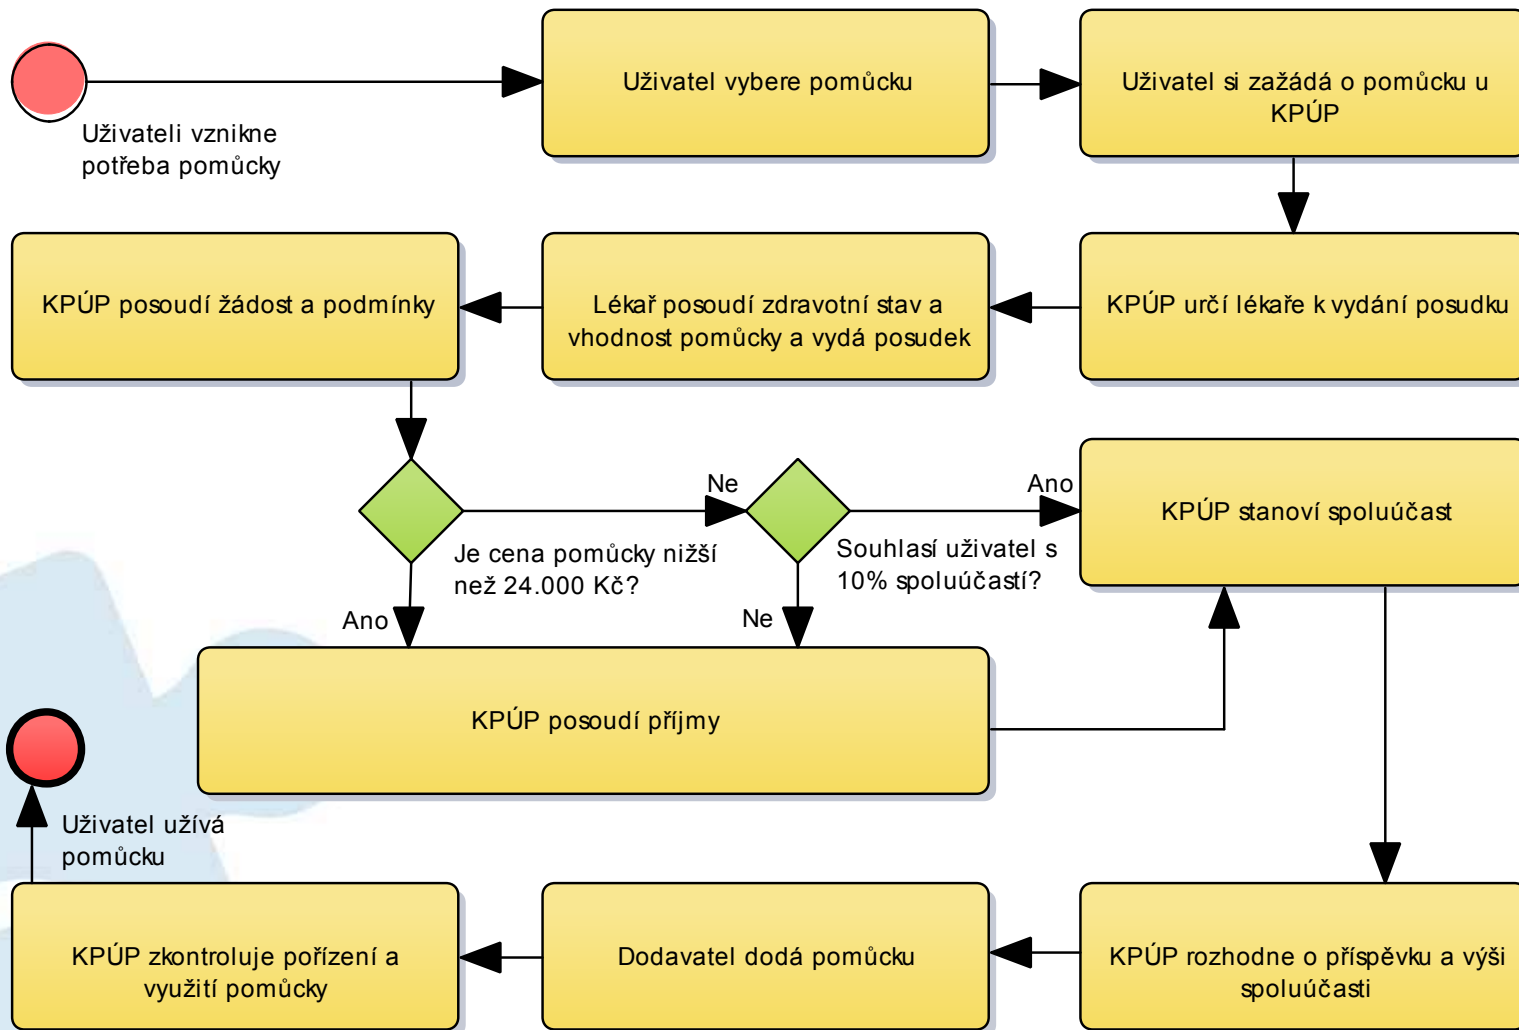 Uživateli vznikne
potřeba pomůcky
Uživatel vybere pomůcku
Uživatel si zažádá o pomůcku u
KPÚP
KPÚP posoudí žádost a podmínky
Lékař posoudí zdravotní stav a
vhodnost pomůcky a vydá posudek
KPÚP určí lékaře k vydání posudku
Ne
Ano
Je cena pomůcky nižší
než 24.000 Kč?
Souhlasí uživatel s
10% spoluúčastí?
KPÚP stanoví spoluúčast
Ano
Ne
KPÚP posoudí příjmy
Uživatel užívá
pomůcku
KPÚP zkontroluje pořízení a
využití pomůcky
Dodavatel dodá pomůcku
KPÚP rozhodne o příspěvku a výši
spoluúčasti